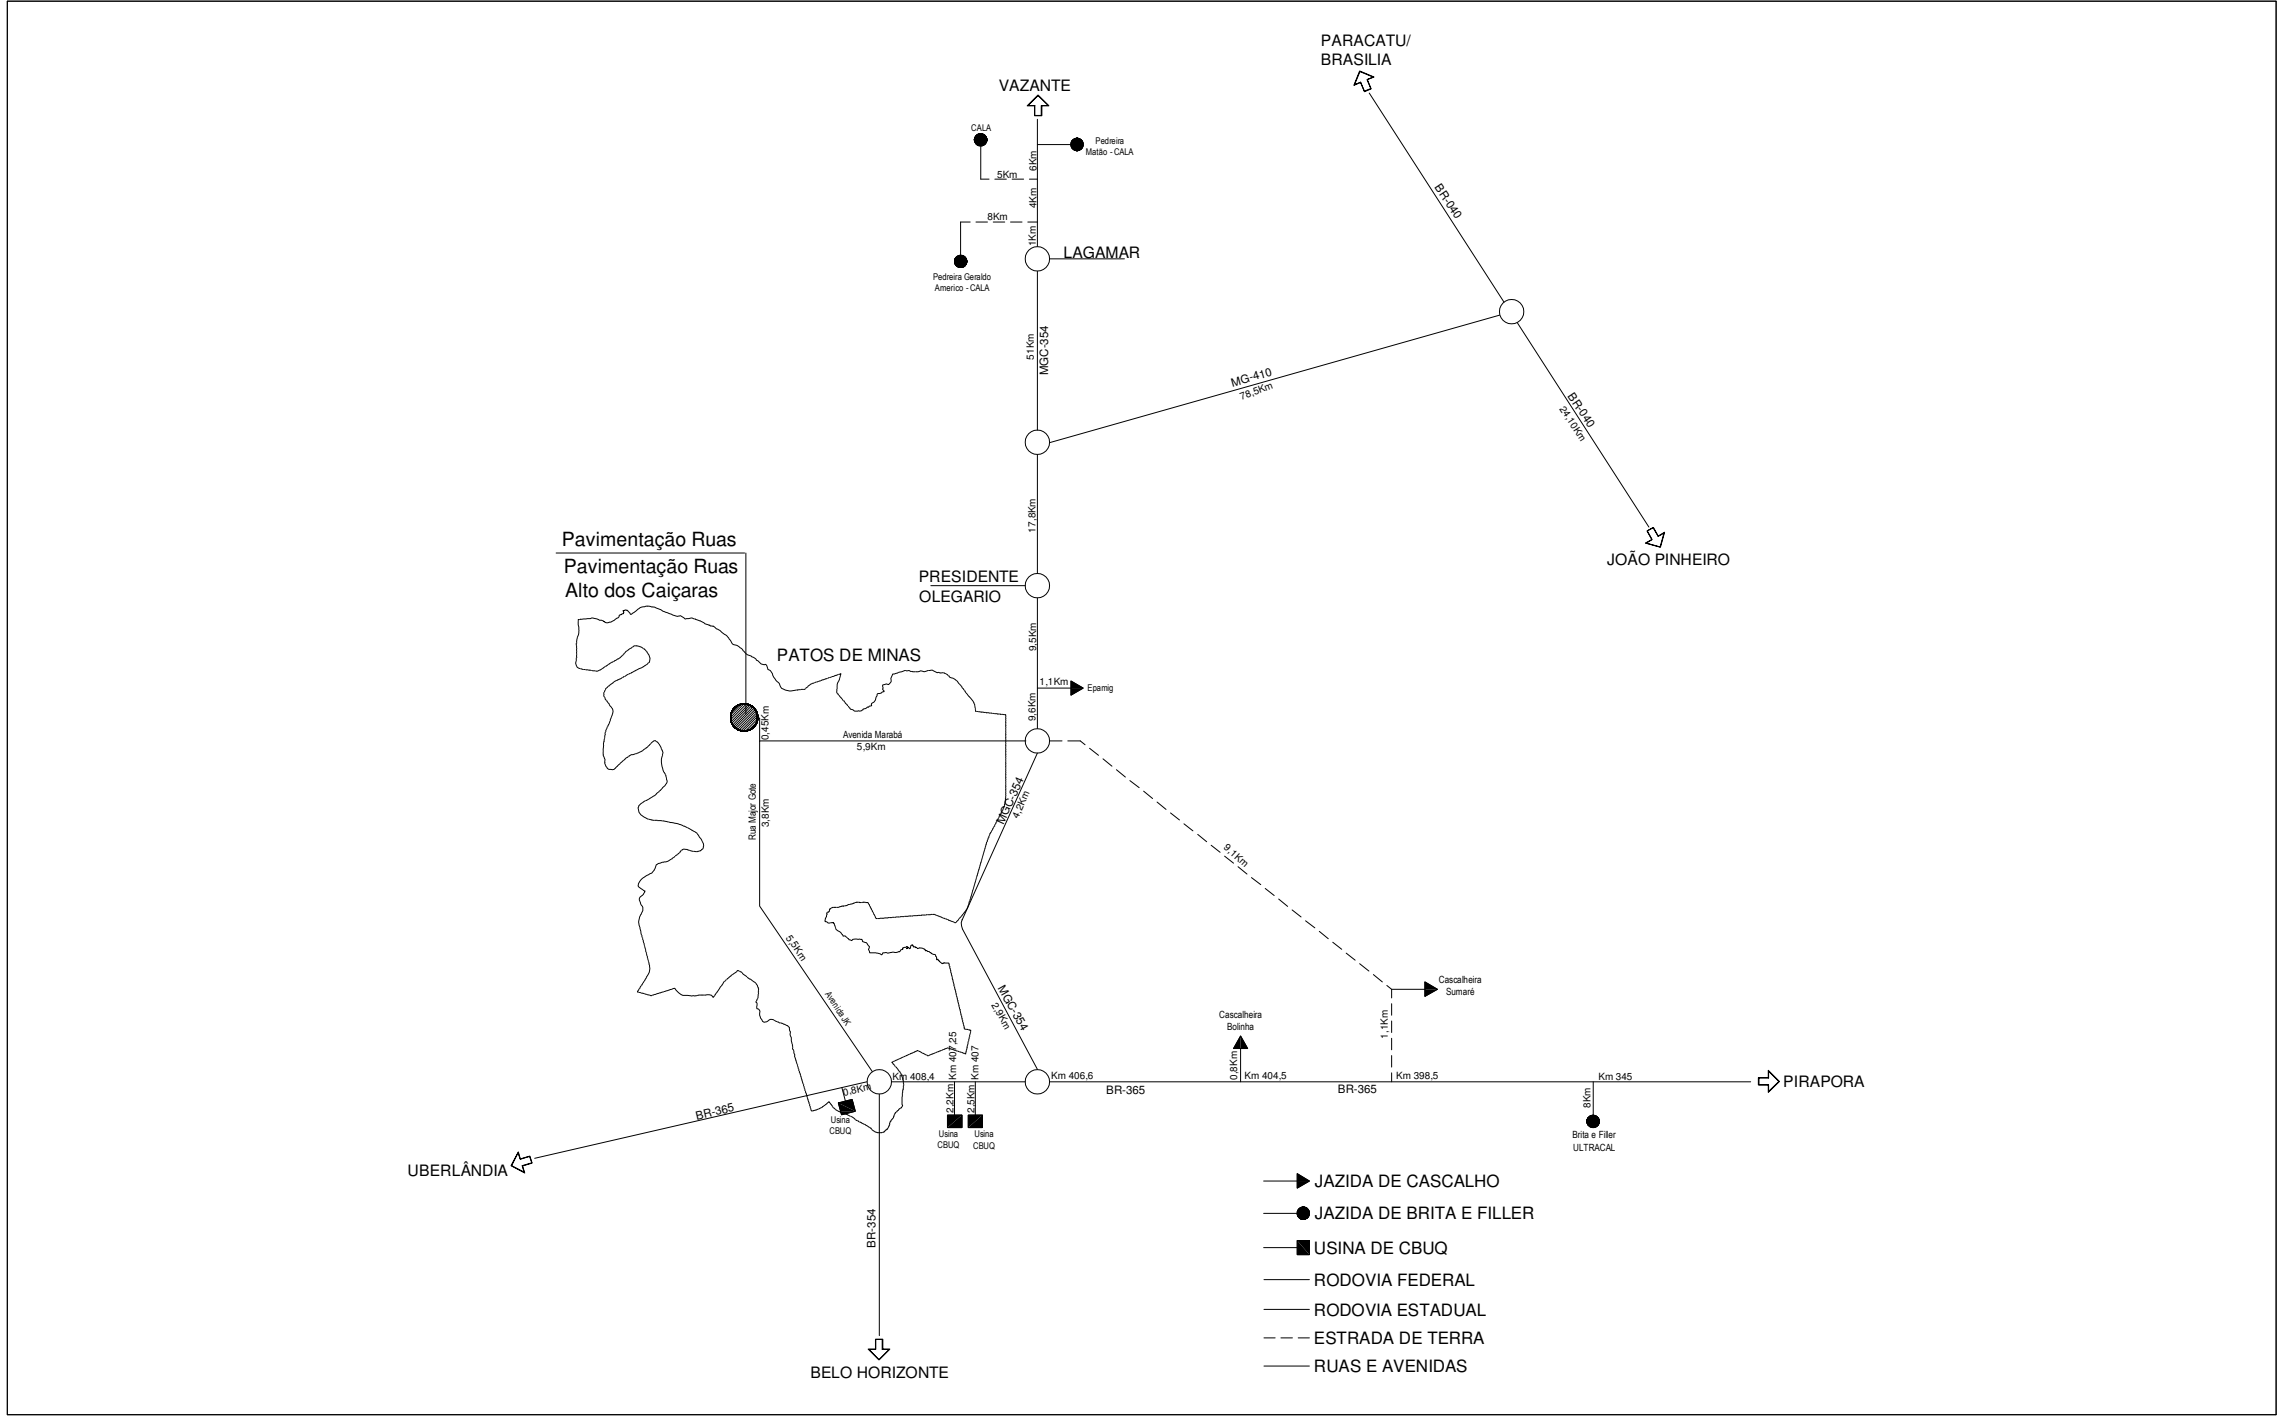 PARACATU/
BRASILIA
VAZANTE
CALA
Pedreira
Matão - CALA
6Km
5Km
4Km
8Km
1Km
LAGAMAR
Pedreira Geraldo
Americo - CALA
BR-040
51Km
MGC-354
MG-410
78,5Km
BR-040
24,10Km
17,8Km
JOÃO PINHEIRO
Pavimentação Ruas
Pavimentação Ruas
Alto dos Caiçaras
PRESIDENTE
OLEGARIO
9,5Km
PATOS DE MINAS
1,1Km
Epamig
9,6Km
0,45Km
Avenida Marabá
5,9Km
MGC-354
4,2Km
Rua Major Gote
3,8Km
9,1Km
5,5Km
Avenida JK
MGC-354
2,9Km
Cascalheira
Sumaré
Cascalheira
Bolinha
1,1Km
0,8Km
Km 407,25
Km 407
Km 408,4
Km 406,6
BR-365
Km 404,5
BR-365
Km 398,5
Km 345
PIRAPORA
0,8Km
2,2Km
2,5Km
8Km
BR-365
Usina
CBUQ
Usina
CBUQ
Usina
CBUQ
Brita e Filler
ULTRACAL
UBERLÂNDIA
BR-354
BELO HORIZONTE
JAZIDA DE CASCALHO
JAZIDA DE BRITA E FILLER
USINA DE CBUQ
RODOVIA FEDERAL
RODOVIA ESTADUAL
ESTRADA DE TERRA
RUAS E AVENIDAS